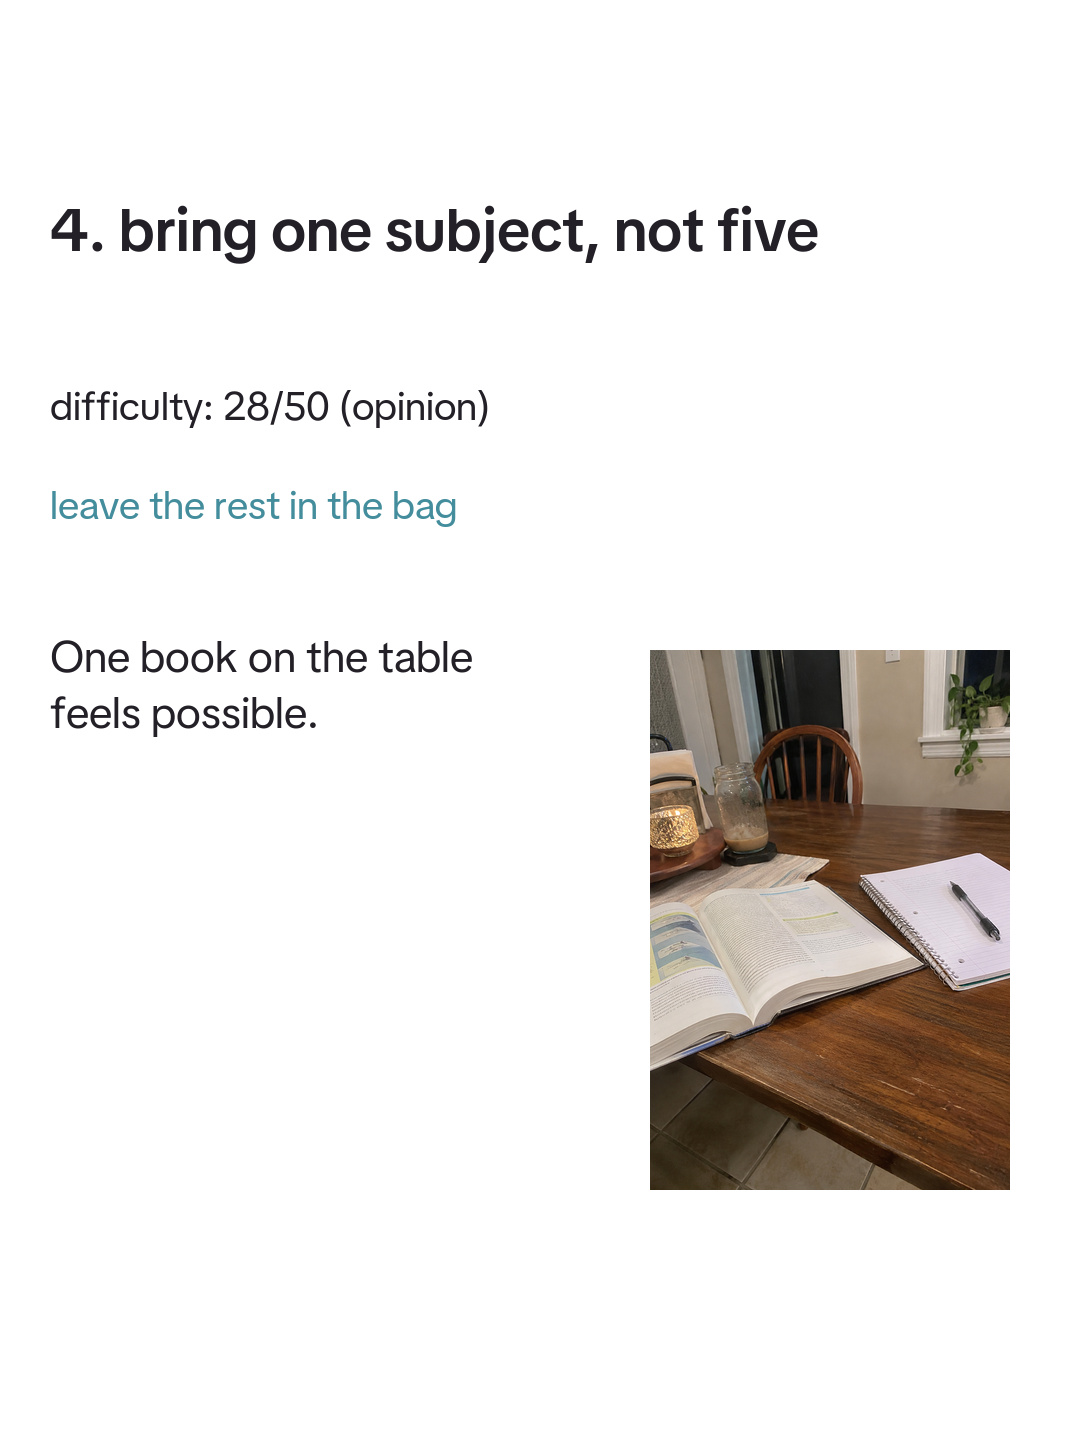 4. bring one subject, not five
difficulty: 28/50 (opinion)
leave the rest in the bag
One book on the table
feels possible.